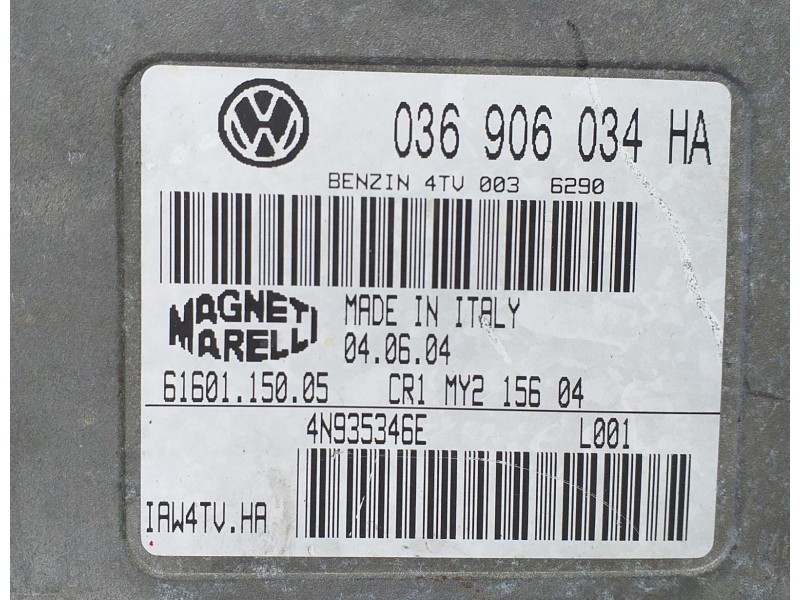 036 906 034 HA
BENZIN 4TV 003 6290
MAGNETI MARELLI
MADE IN ITALY
04.06.04
61601.150.05 CR1 MY2 156 04
4N935346E L001
IAW4TV.HA